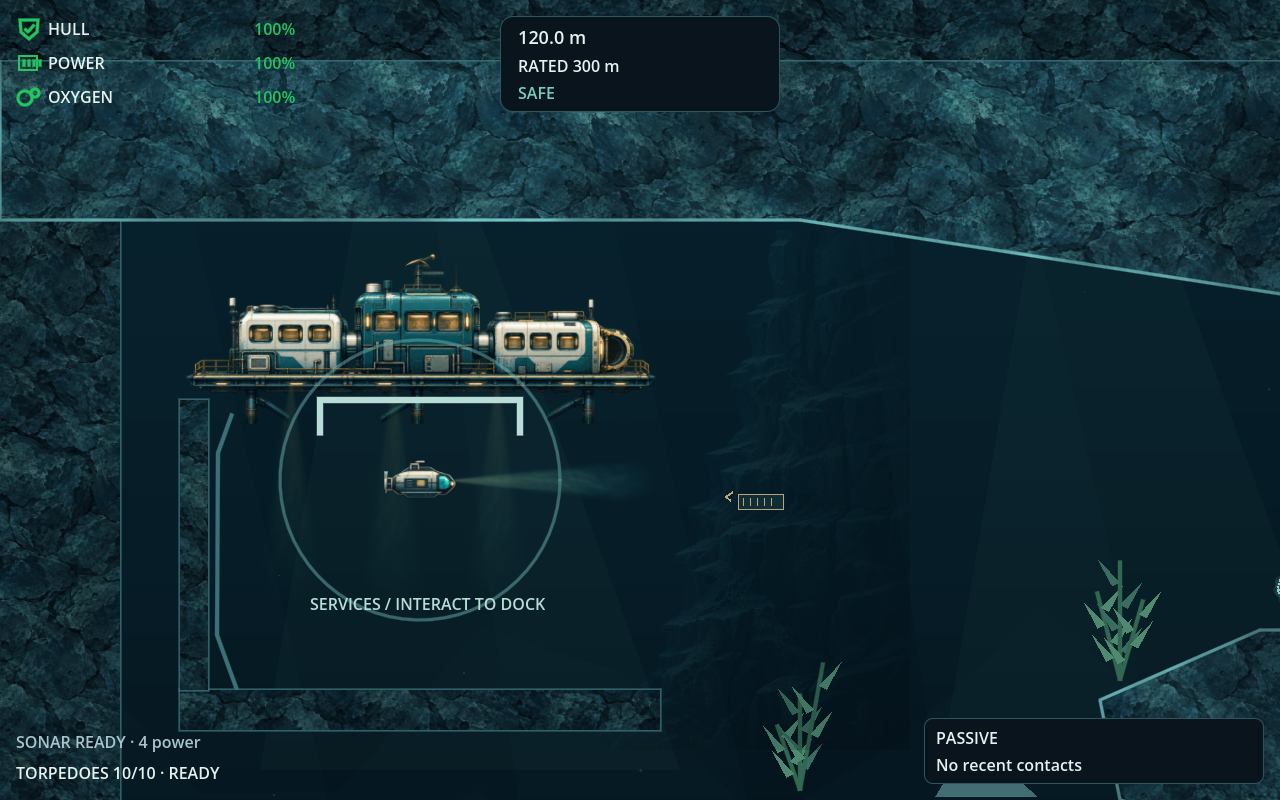 HULL 100%
POWER 100%
OXYGEN 100%
120.0 m
RATED 300 m
SAFE
SERVICES / INTERACT TO DOCK
SONAR READY · 4 power
TORPEDOES 10/10 · READY
PASSIVE
No recent contacts